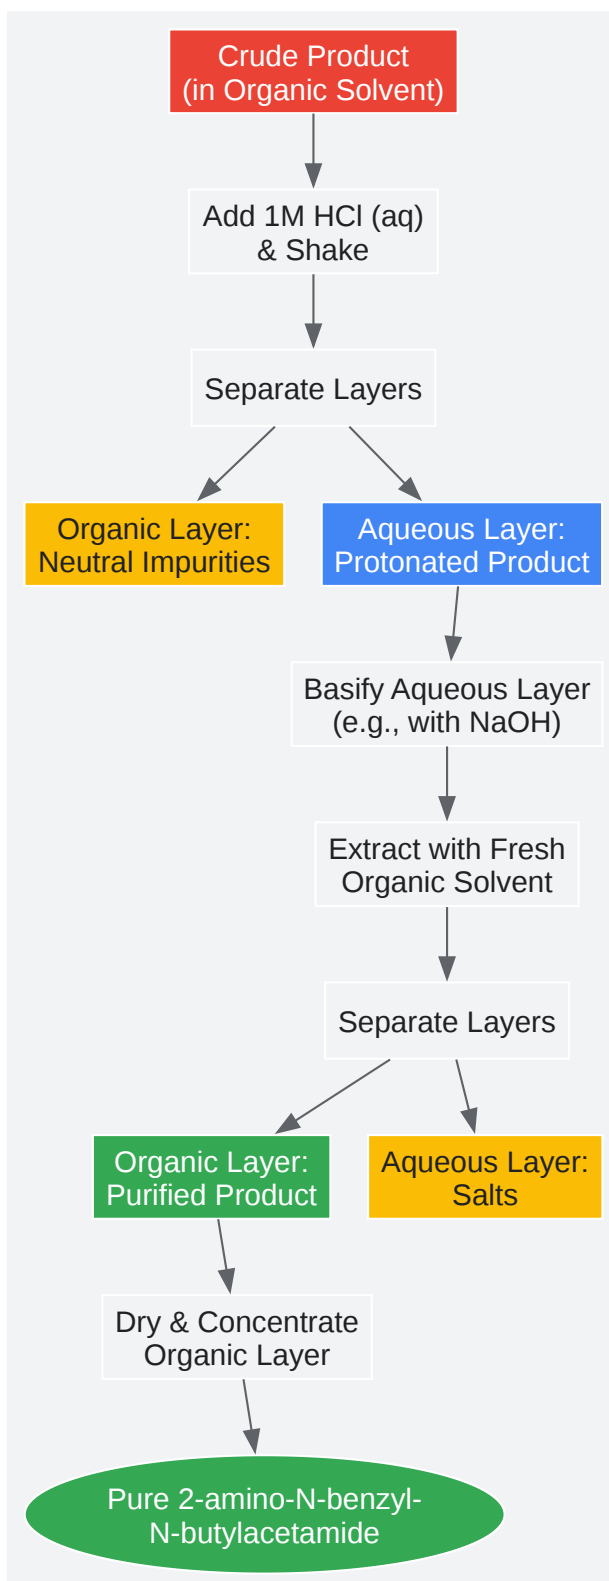 Crude Product
(in Organic Solvent)
Add 1M HCl (aq)
& Shake
Separate Layers
Organic Layer:
Neutral Impurities
Aqueous Layer:
Protonated Product
Basify Aqueous Layer
(e.g., with NaOH)
Extract with Fresh
Organic Solvent
Separate Layers
Organic Layer:
Purified Product
Aqueous Layer:
Salts
Dry & Concentrate
Organic Layer
Pure 2-amino-N-benzyl-
N-butylacetamide